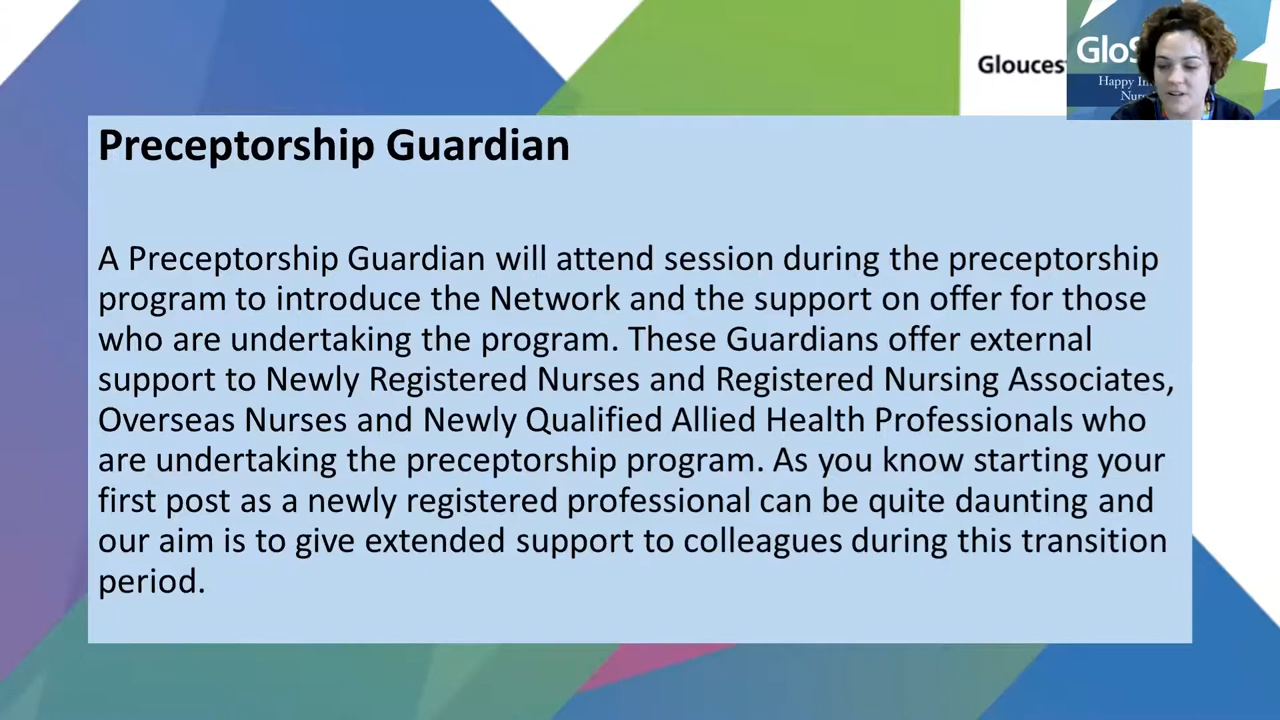 Glouces
GloS
Happy In
Nur
Preceptorship Guardian
A Preceptorship Guardian will attend session during the preceptorship
program to introduce the Network and the support on offer for those
who are undertaking the program. These Guardians offer external
support to Newly Registered Nurses and Registered Nursing Associates,
Overseas Nurses and Newly Qualified Allied Health Professionals who
are undertaking the preceptorship program. As you know starting your
first post as a newly registered professional can be quite daunting and
our aim is to give extended support to colleagues during this transition
period.